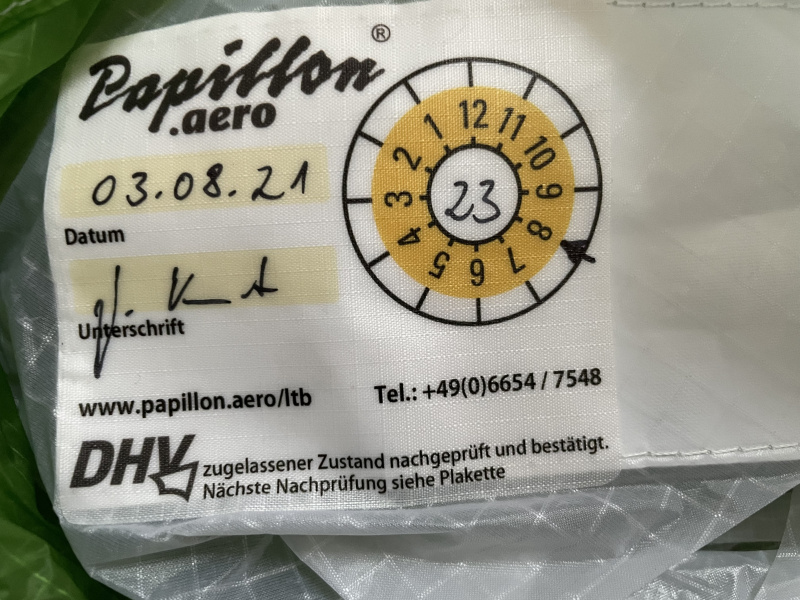 Papillon®
.aero
03.08.21
Datum
Unterschrift
12 11 10 9 8 7 6 5 4 3 2 1
23
www.papillon.aero/ltb
Tel.: +49(0)6654 / 7548
DHV
zugelassener Zustand nachgeprüft und bestätigt.
Nächste Nachprüfung siehe Plakette